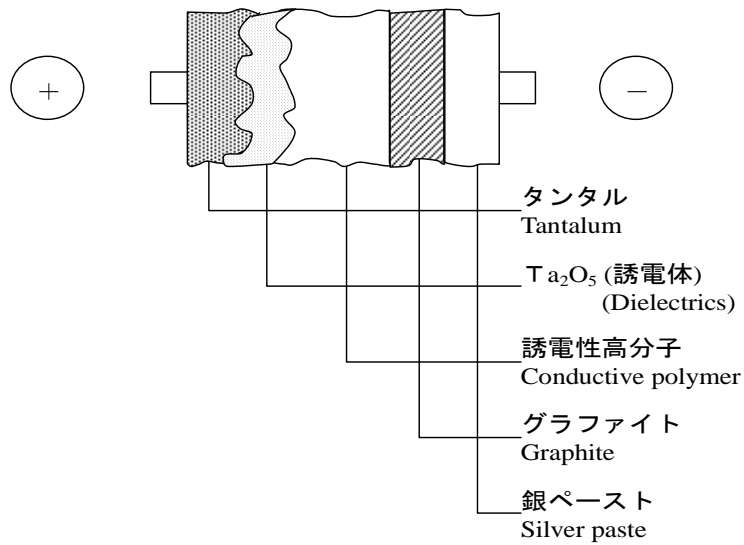 +
−
タンタル
Tantalum
Ta₂O₅ (誘電体)
(Dielectrics)
誘電性高分子
Conductive polymer
グラファイト
Graphite
銀ペースト
Silver paste